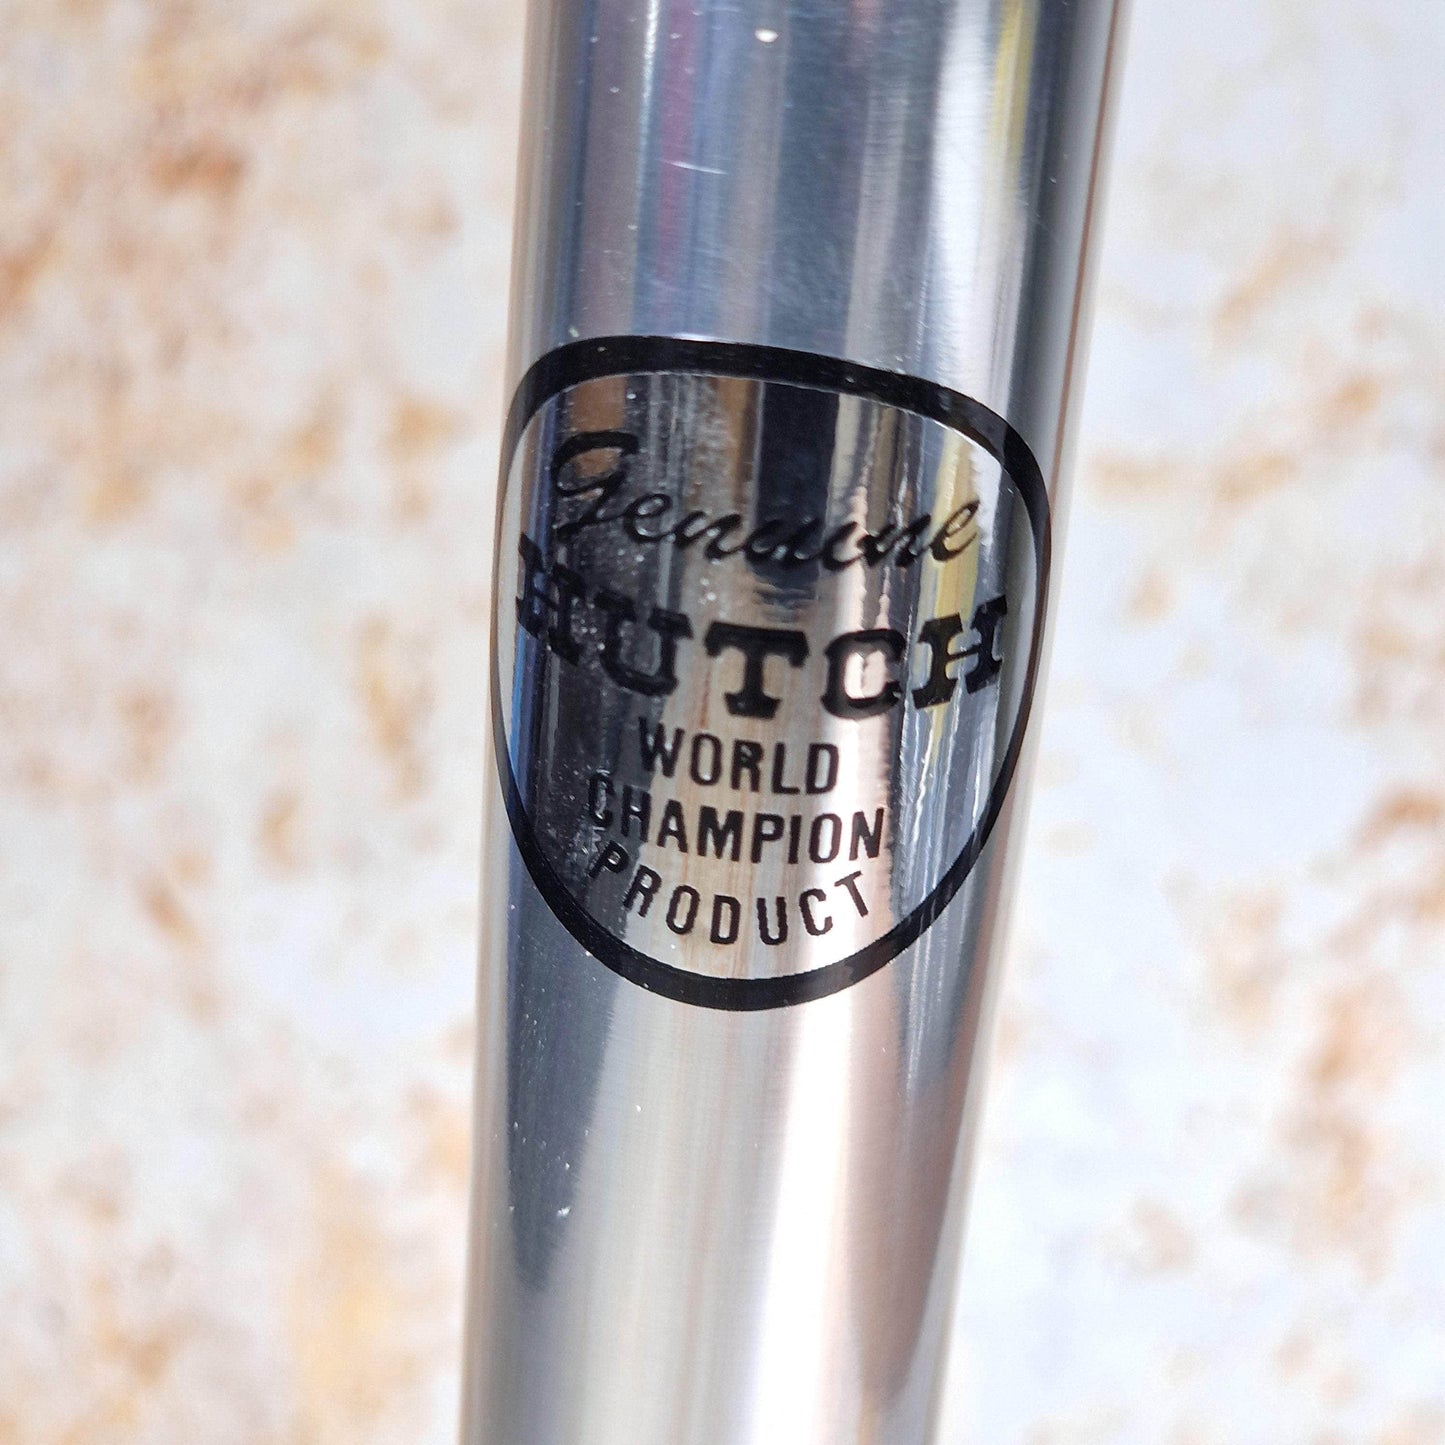 Genuine
HUTCH
WORLD
CHAMPION
PRODUCT